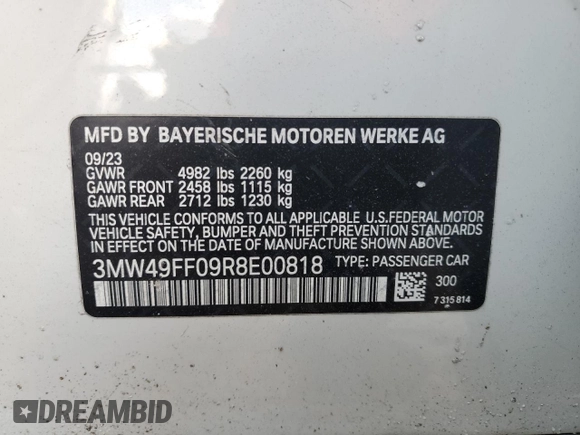 MFD BY BAYERISCHE MOTOREN WERKE AG
09/23
GVWR 4982 lbs 2260 kg
GAWR FRONT 2458 lbs 1115 kg
GAWR REAR 2712 lbs 1230 kg
THIS VEHICLE CONFORMS TO ALL APPLICABLE U.S.FEDERAL MOTOR
VEHICLE SAFETY, BUMPER AND THEFT PREVENTION STANDARDS
IN EFFECT ON THE DATE OF MANUFACTURE SHOWN ABOVE.
3MW49FF09R8E00818 TYPE: PASSENGER CAR
300
7 315 814
DREAMBID